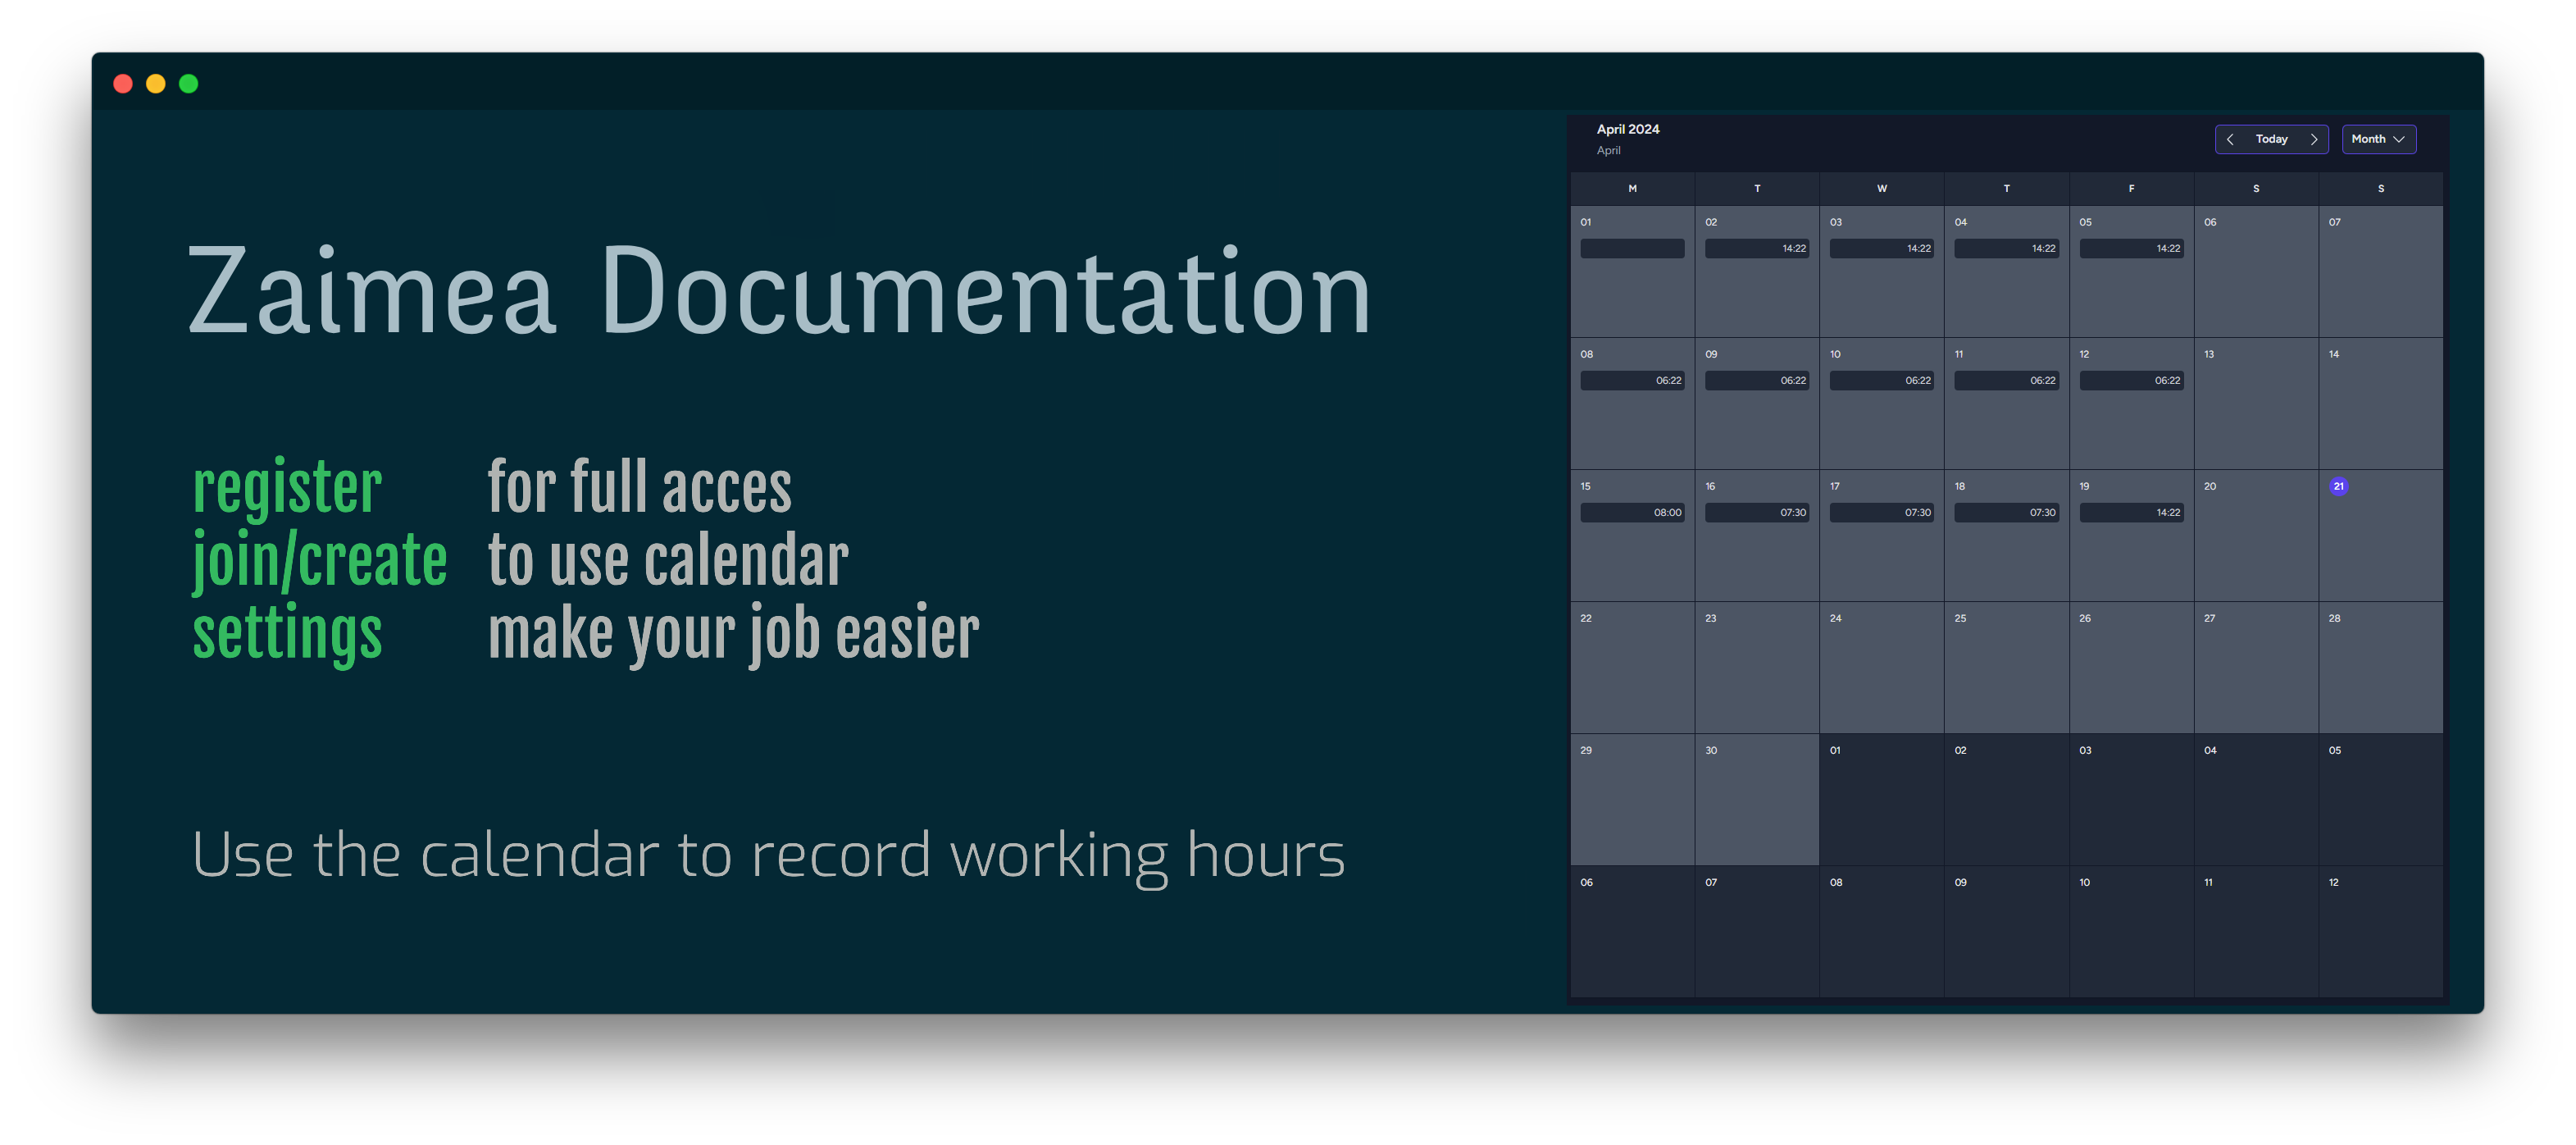 Zaimea Documentation
register for full acces
join/create to use calendar
settings make your job easier
Use the calendar to record working hours
April 2024
April
Today
Month
M T W T F S S
01 02 03 04 05 06 07
14:22 14:22 14:22 14:22
08 09 10 11 12 13 14
06:22 06:22 06:22 06:22 06:22
15 16 17 18 19 20 21
08:00 07:30 07:30 07:30 14:22
22 23 24 25 26 27 28
29 30 01 02 03 04 05
06 07 08 09 10 11 12